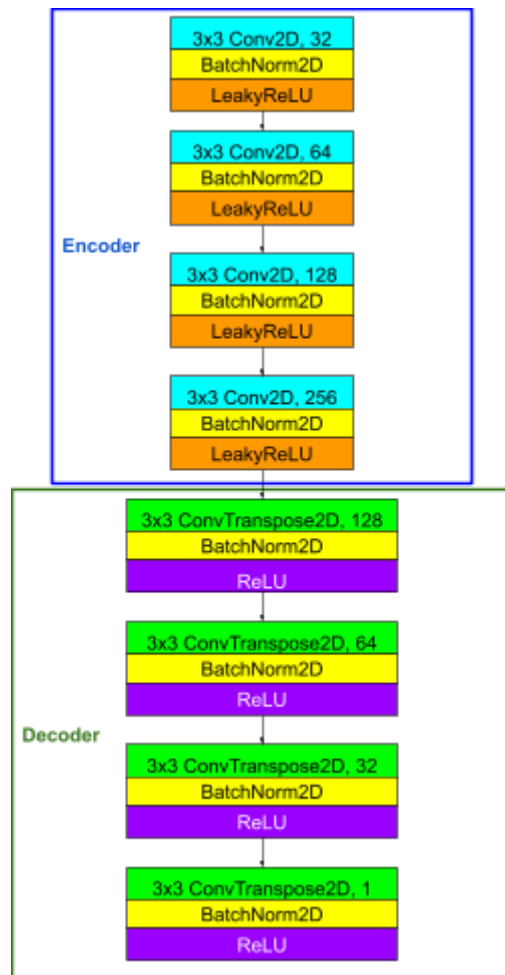 3x3 Conv2D, 32
BatchNorm2D
LeakyReLU
3x3 Conv2D, 64
BatchNorm2D
LeakyReLU
Encoder
3x3 Conv2D, 128
BatchNorm2D
LeakyReLU
3x3 Conv2D, 256
BatchNorm2D
LeakyReLU
3x3 ConvTranspose2D, 128
BatchNorm2D
ReLU
3x3 ConvTranspose2D, 64
BatchNorm2D
ReLU
Decoder
3x3 ConvTranspose2D, 32
BatchNorm2D
ReLU
3x3 ConvTranspose2D, 1
BatchNorm2D
ReLU